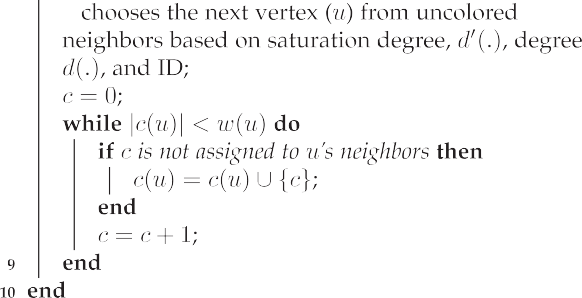 chooses the next vertex (u) from uncolored
neighbors based on saturation degree, d′(.), degree
d(.), and ID;
c = 0;
while |c(u)| < w(u) do
if c is not assigned to u's neighbors then
c(u) = c(u) ∪ {c};
end
c = c + 1;
9 end
10 end